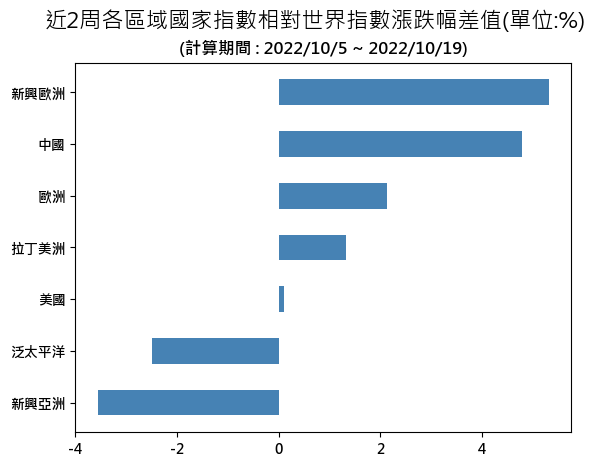 近2周各區域國家指數相對世界指數漲跌幅差值(單位:%)
(計算期間 : 2022/10/5 ~ 2022/10/19)
新興歐洲
中國
歐洲
拉丁美洲
美國
泛太平洋
新興亞洲
-4 -2 0 2 4